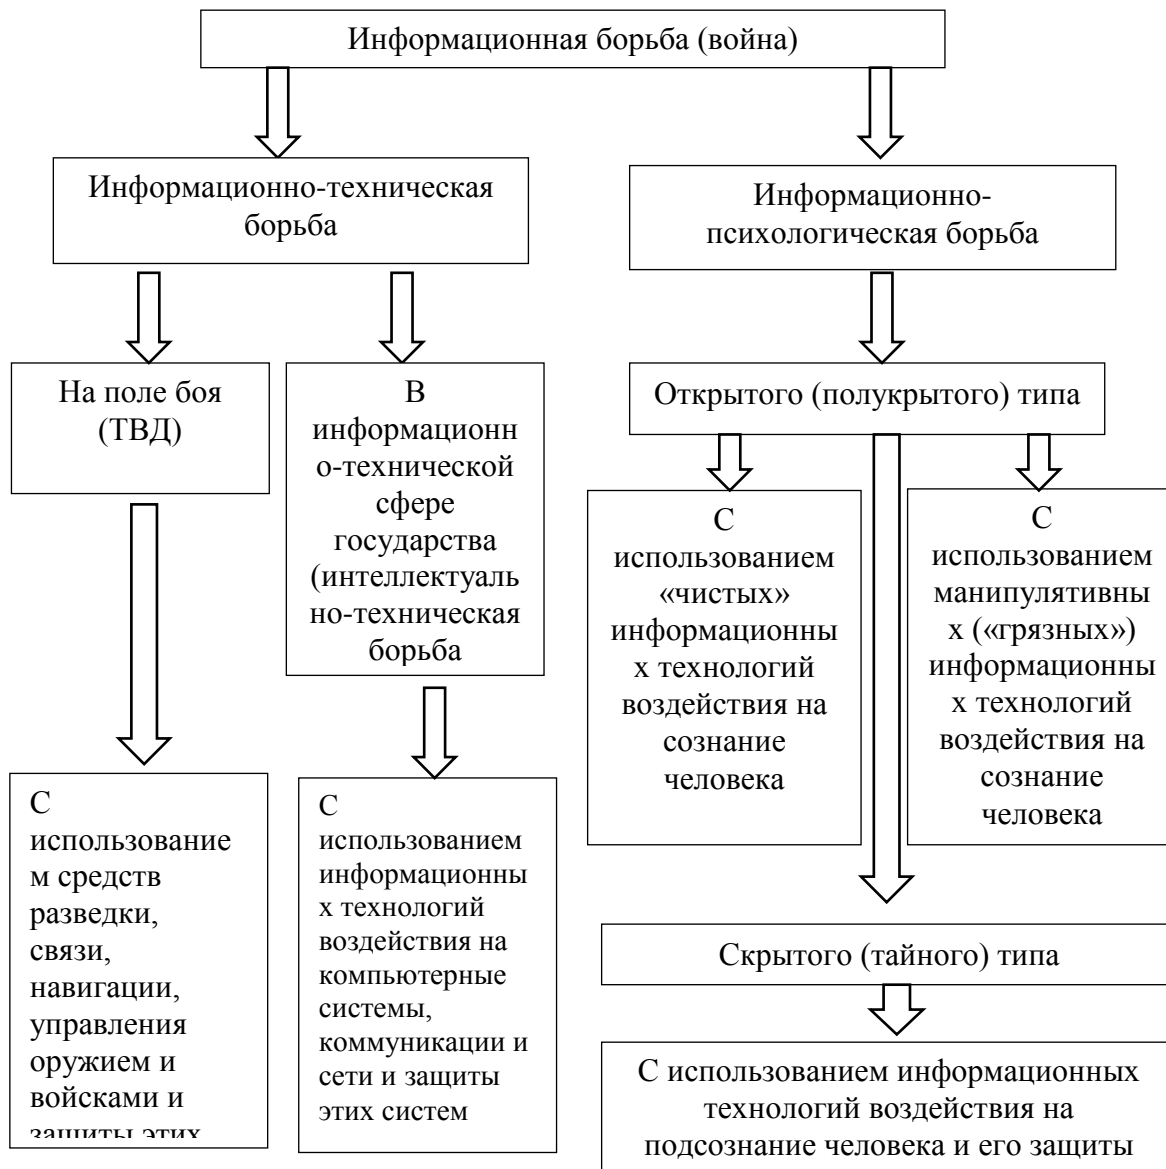 Информационная борьба (война)
Информационно-техническая
борьба
Информационно-
психологическая борьба
На поле боя
(ТВД)
В
информационн
о-технической
сфере
государства
(интеллектуаль
но-техническая
борьба
Открытого (полукрытого) типа
С
использованием
«чистых»
информационны
х технологий
воздействия на
сознание
человека
С
использованием
манипулятивны
х («грязных»)
информационны
х технологий
воздействия на
сознание
человека
С
использование
м средств
разведки,
связи,
навигации,
управления
оружием и
войсками и
защиты этих
С
использованием
информационны
х технологий
воздействия на
компьютерные
системы,
коммуникации и
сети и защиты
этих систем
Скрытого (тайного) типа
С использованием информационных
технологий воздействия на
подсознание человека и его защиты